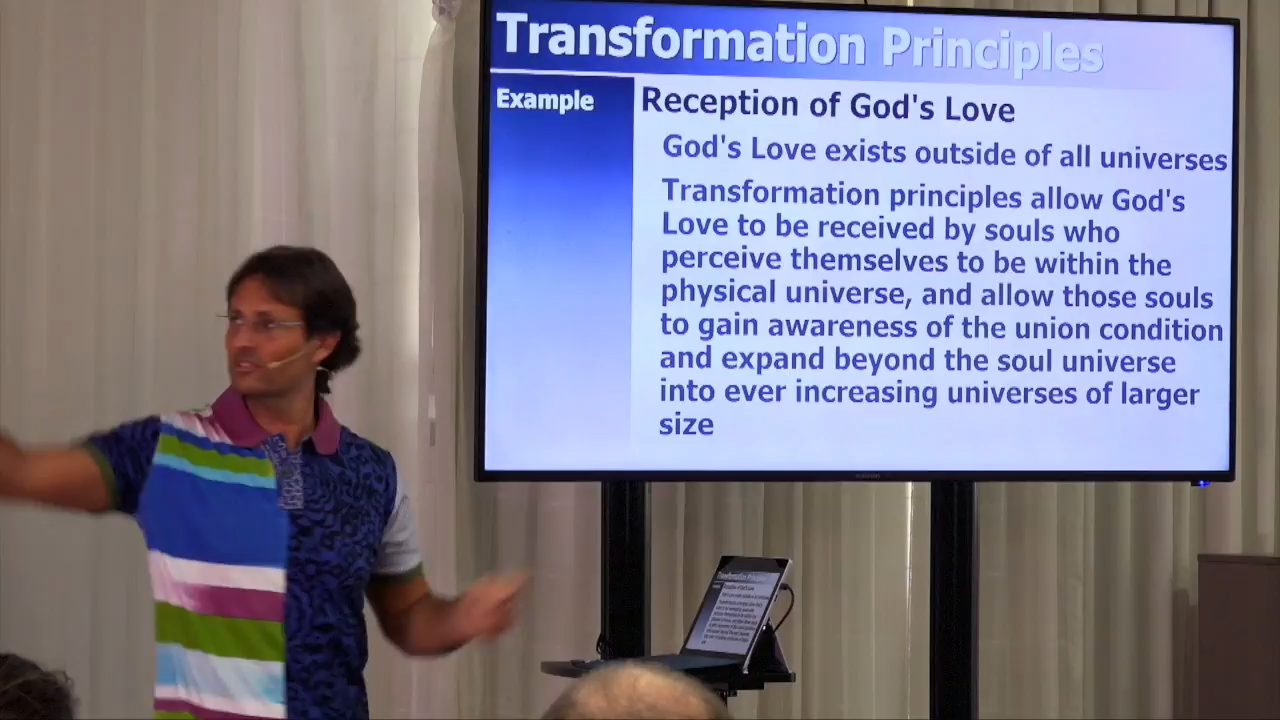 Transformation Principles
Example
Reception of God's Love
God's Love exists outside of all universes
Transformation principles allow God's
Love to be received by souls who
perceive themselves to be within the
physical universe, and allow those souls
to gain awareness of the union condition
and expand beyond the soul universe
into ever increasing universes of larger
size